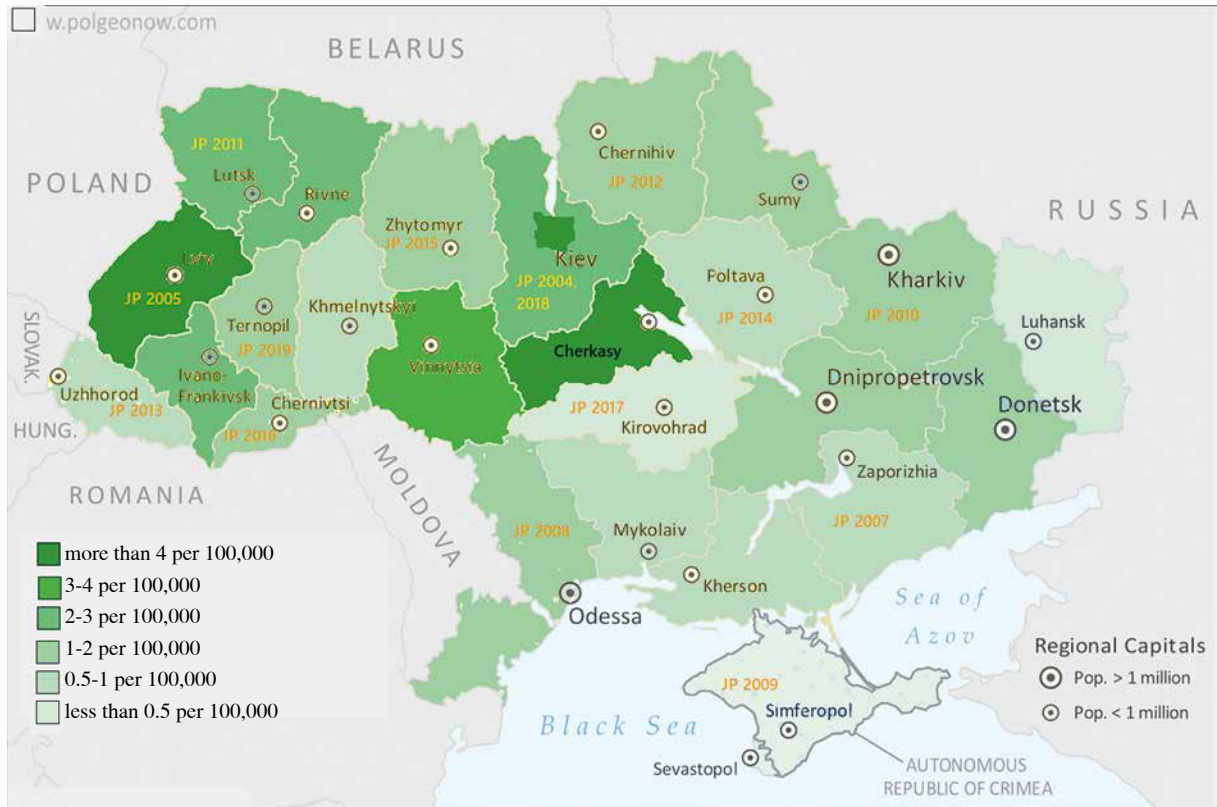 w.polgeonow.com
BELARUS
JP 2011
Chernihiv
JP 2012
POLAND
Lutsk
Rivne
Sumy
RUSSIA
Zhytomyr
JP 2015
Lviv
Kiev
Kharkiv
JP 2005
JP 2004,
2018
Poltava
JP 2014
JP 2010
Khmelnytskyi
Ternopil
JP 2019
Luhansk
SLOVAK.
Vinnytsia
Cherkasy
Uzhhorod
JP 2013
Ivano-
Frankivsk
Chernivtsi
JP 2016
JP 2017
Kirovohrad
Dnipropetrovsk
Donetsk
HUNG.
MOLDOVA
Zaporizhia
ROMANIA
JP 2008
Mykolaiv
JP 2007
Kherson
Odessa
Sea of
Azov
more than 4 per 100,000
3-4 per 100,000
2-3 per 100,000
1-2 per 100,000
0.5-1 per 100,000
less than 0.5 per 100,000
JP 2009
Simferopol
Black Sea
Sevastopol
AUTONOMOUS
REPUBLIC OF CRIMEA
Regional Capitals
Pop. > 1 million
Pop. < 1 million